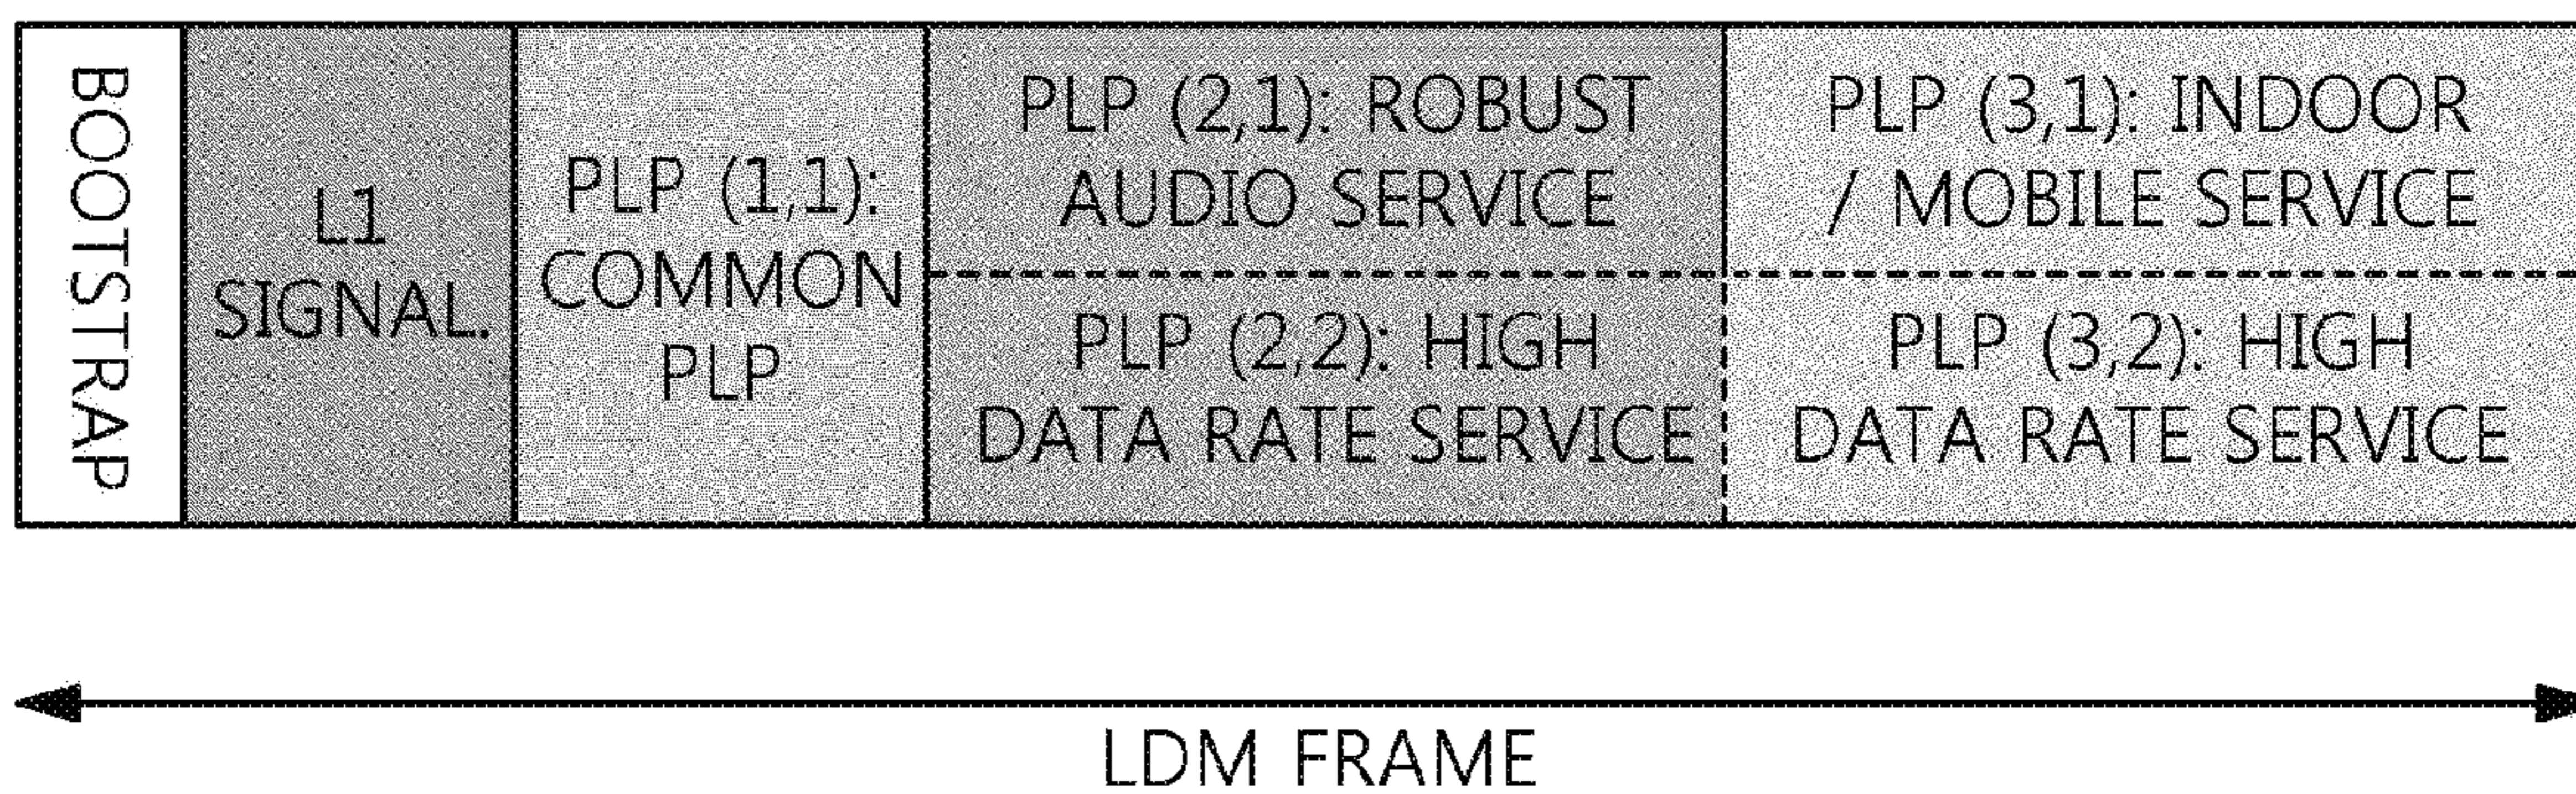 BOOTSTRAP
L1
SIGNAL.
PLP (1,1):
COMMON
PLP
PLP (2,1): ROBUST
AUDIO SERVICE
PLP (2,2): HIGH
DATA RATE SERVICE
PLP (3,1): INDOOR
/ MOBILE SERVICE
PLP (3,2): HIGH
DATA RATE SERVICE
LDM FRAME